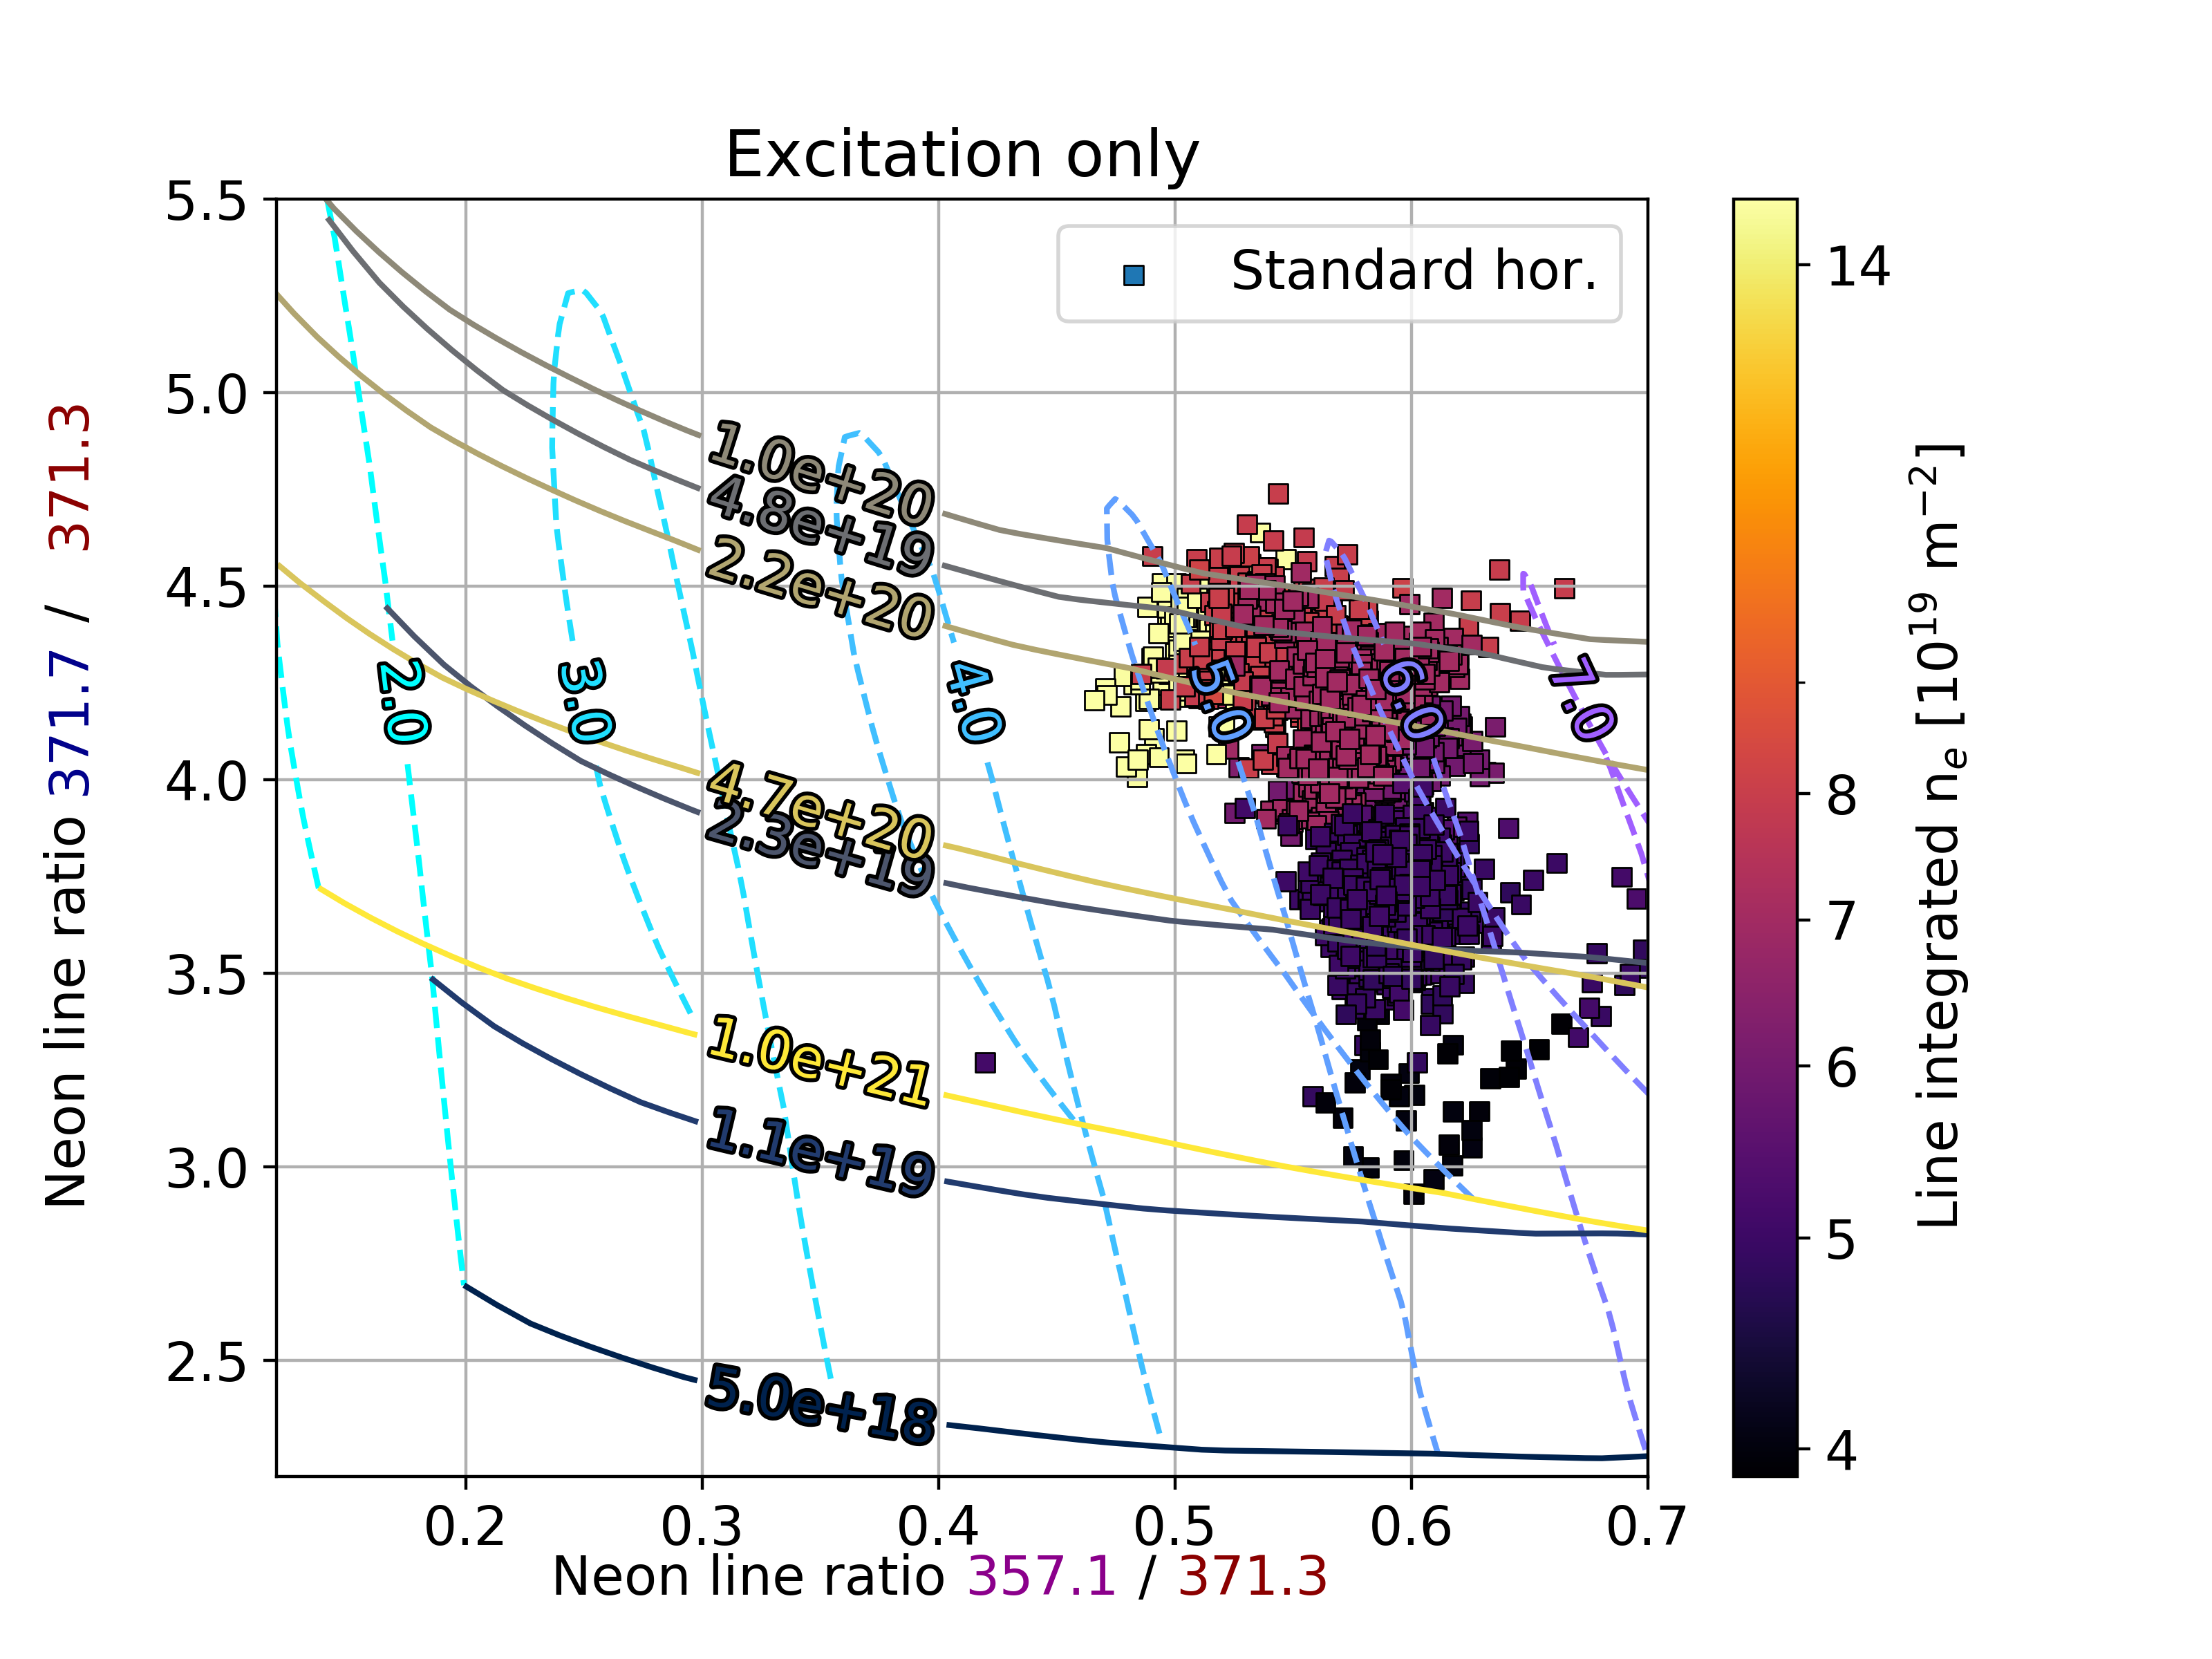 Excitation only
Standard hor.
5.5
5.0
4.5
4.0
3.5
3.0
2.5
Neon line ratio 371.7 / 371.3
1.0e+20
4.8e+19
2.2e+20
4.7e+20
2.3e+19
1.0e+21
1.1e+19
5.0e+18
2.0
3.0
4.0
5.0
6.0
7.0
0.2
0.3
0.4
0.5
0.6
0.7
Neon line ratio 357.1 / 371.3
14
8
7
6
5
4
Line integrated nₑ [10¹⁹ m⁻²]